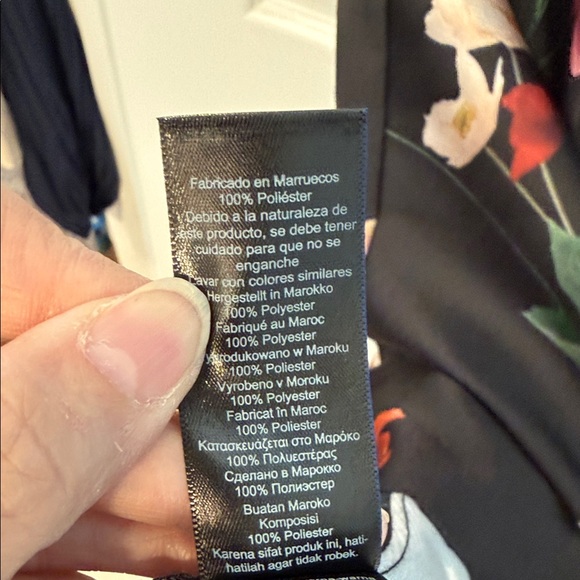 Fabricado en Marruecos
100% Poliéster
Debido a la naturaleza de
este producto, se debe tener
cuidado para que no se
enganche
Lavar con colores similares
Hergestellt in Marokko
100% Polyester
Fabriqué au Maroc
100% Polyester
Wyprodukowano w Maroku
100% Poliester
Vyrobeno v Moroku
100% Polyester
Fabricat în Maroc
100% Poliester
Κατασκευάζεται στο Μαρόκο
100% Πολυεστέρας
Сделано в Марокко
100% Полиэстер
Buatan Maroko
Komposisi
100% Poliester
Karena sifat produk ini, hati-
hatilah agar tidak robek.